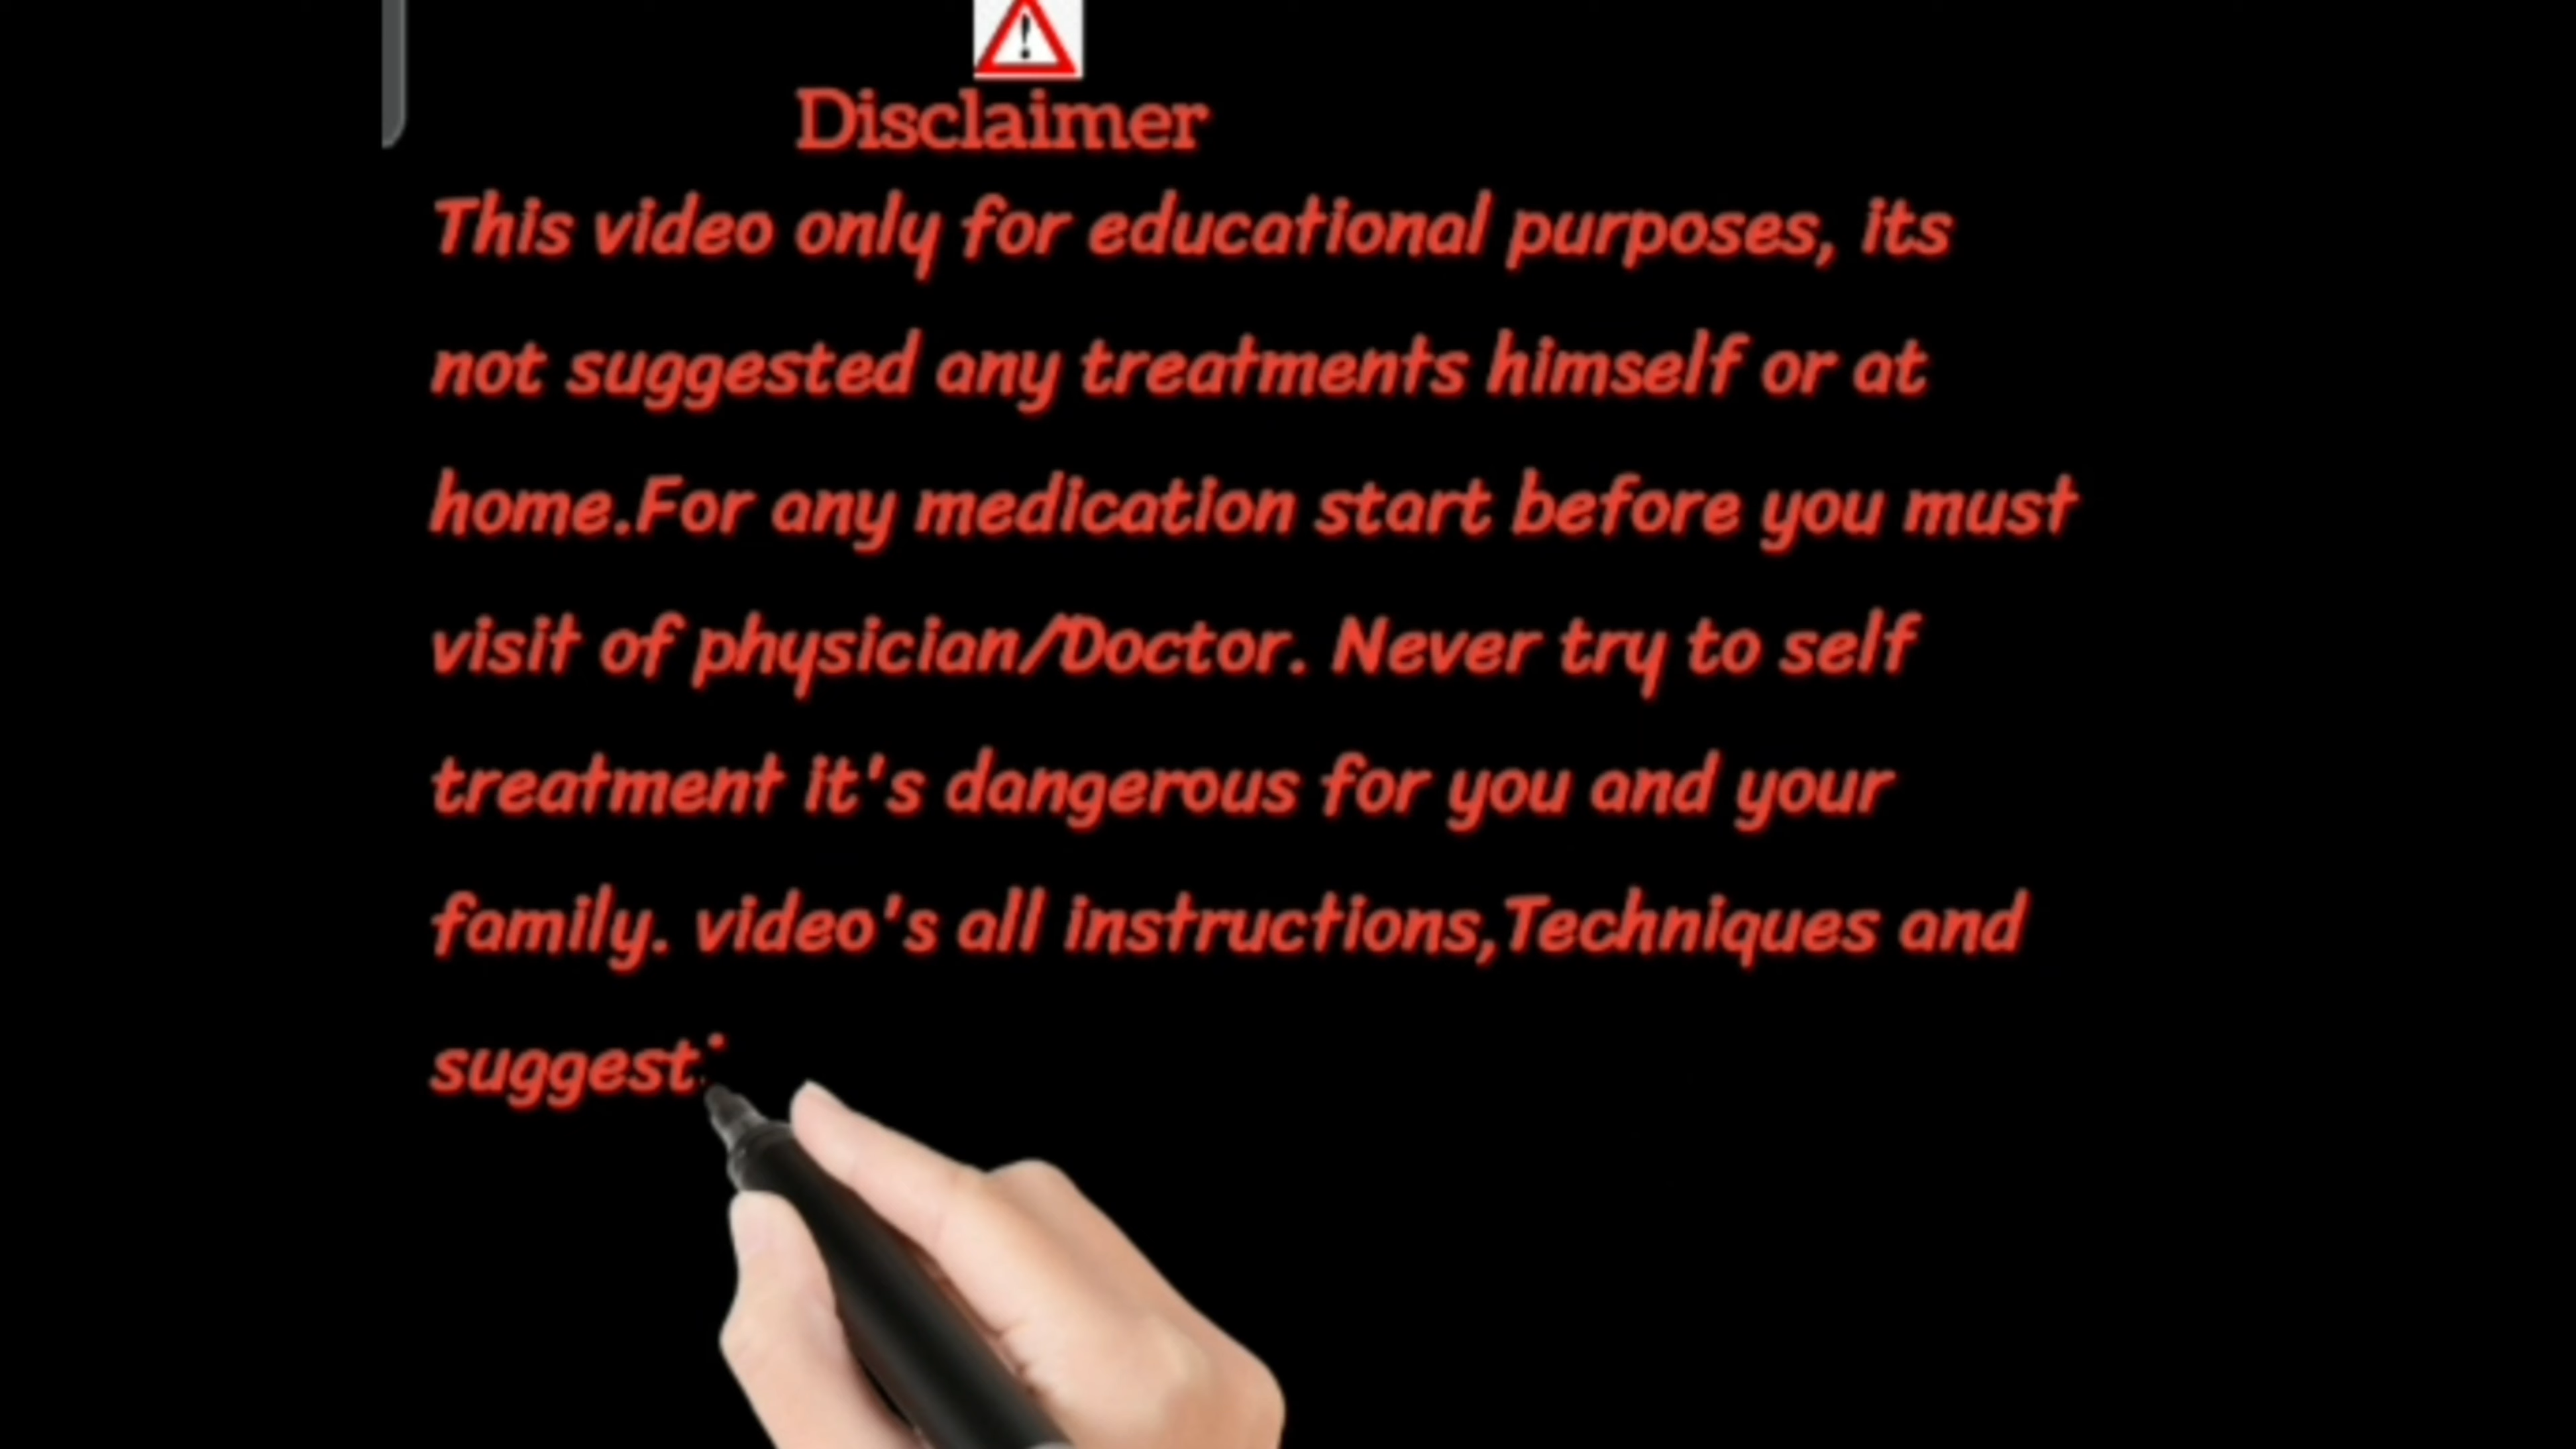 Disclaimer
This video only for educational purposes, its
not suggested any treatments himself or at
home.For any medication start before you must
visit of physician/Doctor. Never try to self
treatment it's dangerous for you and your
family. video's all instructions,Techniques and
suggesti